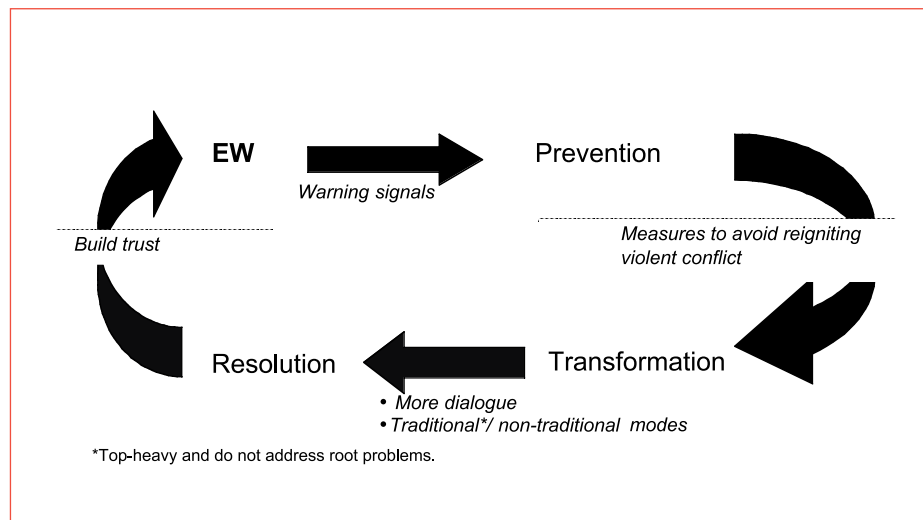 EW
Prevention
Warning signals
Build trust
Measures to avoid reigniting
violent conflict
Resolution
Transformation
• More dialogue
• Traditional*/ non-traditional modes
*Top-heavy and do not address root problems.